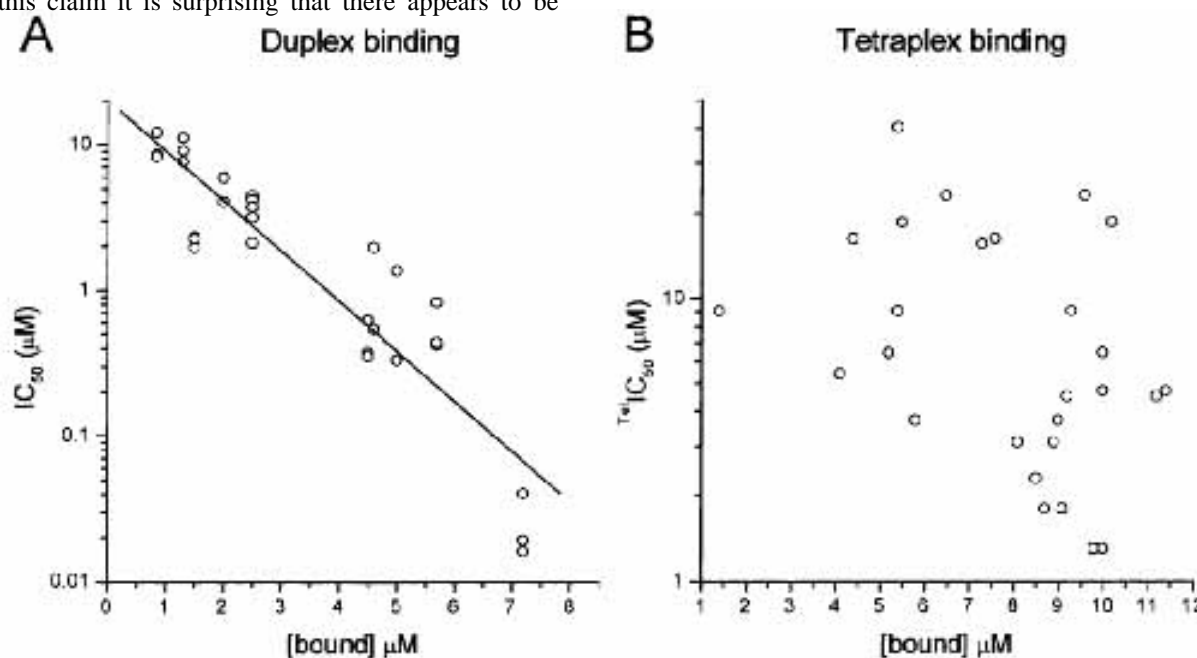 this claim it is surprising that there appears to be
A Duplex binding
B Tetraplex binding
10
1
0.1
0.01
IC50 (μM)
0 1 2 3 4 5 6 7 8
[bound] μM
10
1
TelIC50 (μM)
1 2 3 4 5 6 7 8 9 10 11 12
[bound] μM